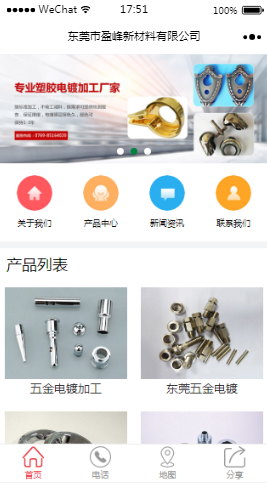 WeChat 17:51 100%
东莞市盈峰新材料有限公司
专业塑胶电镀加工厂家
关于我们 产品中心 新闻资讯 联系我们
产品列表
五金电镀加工 东莞五金电镀
首页 电话 地图 分享